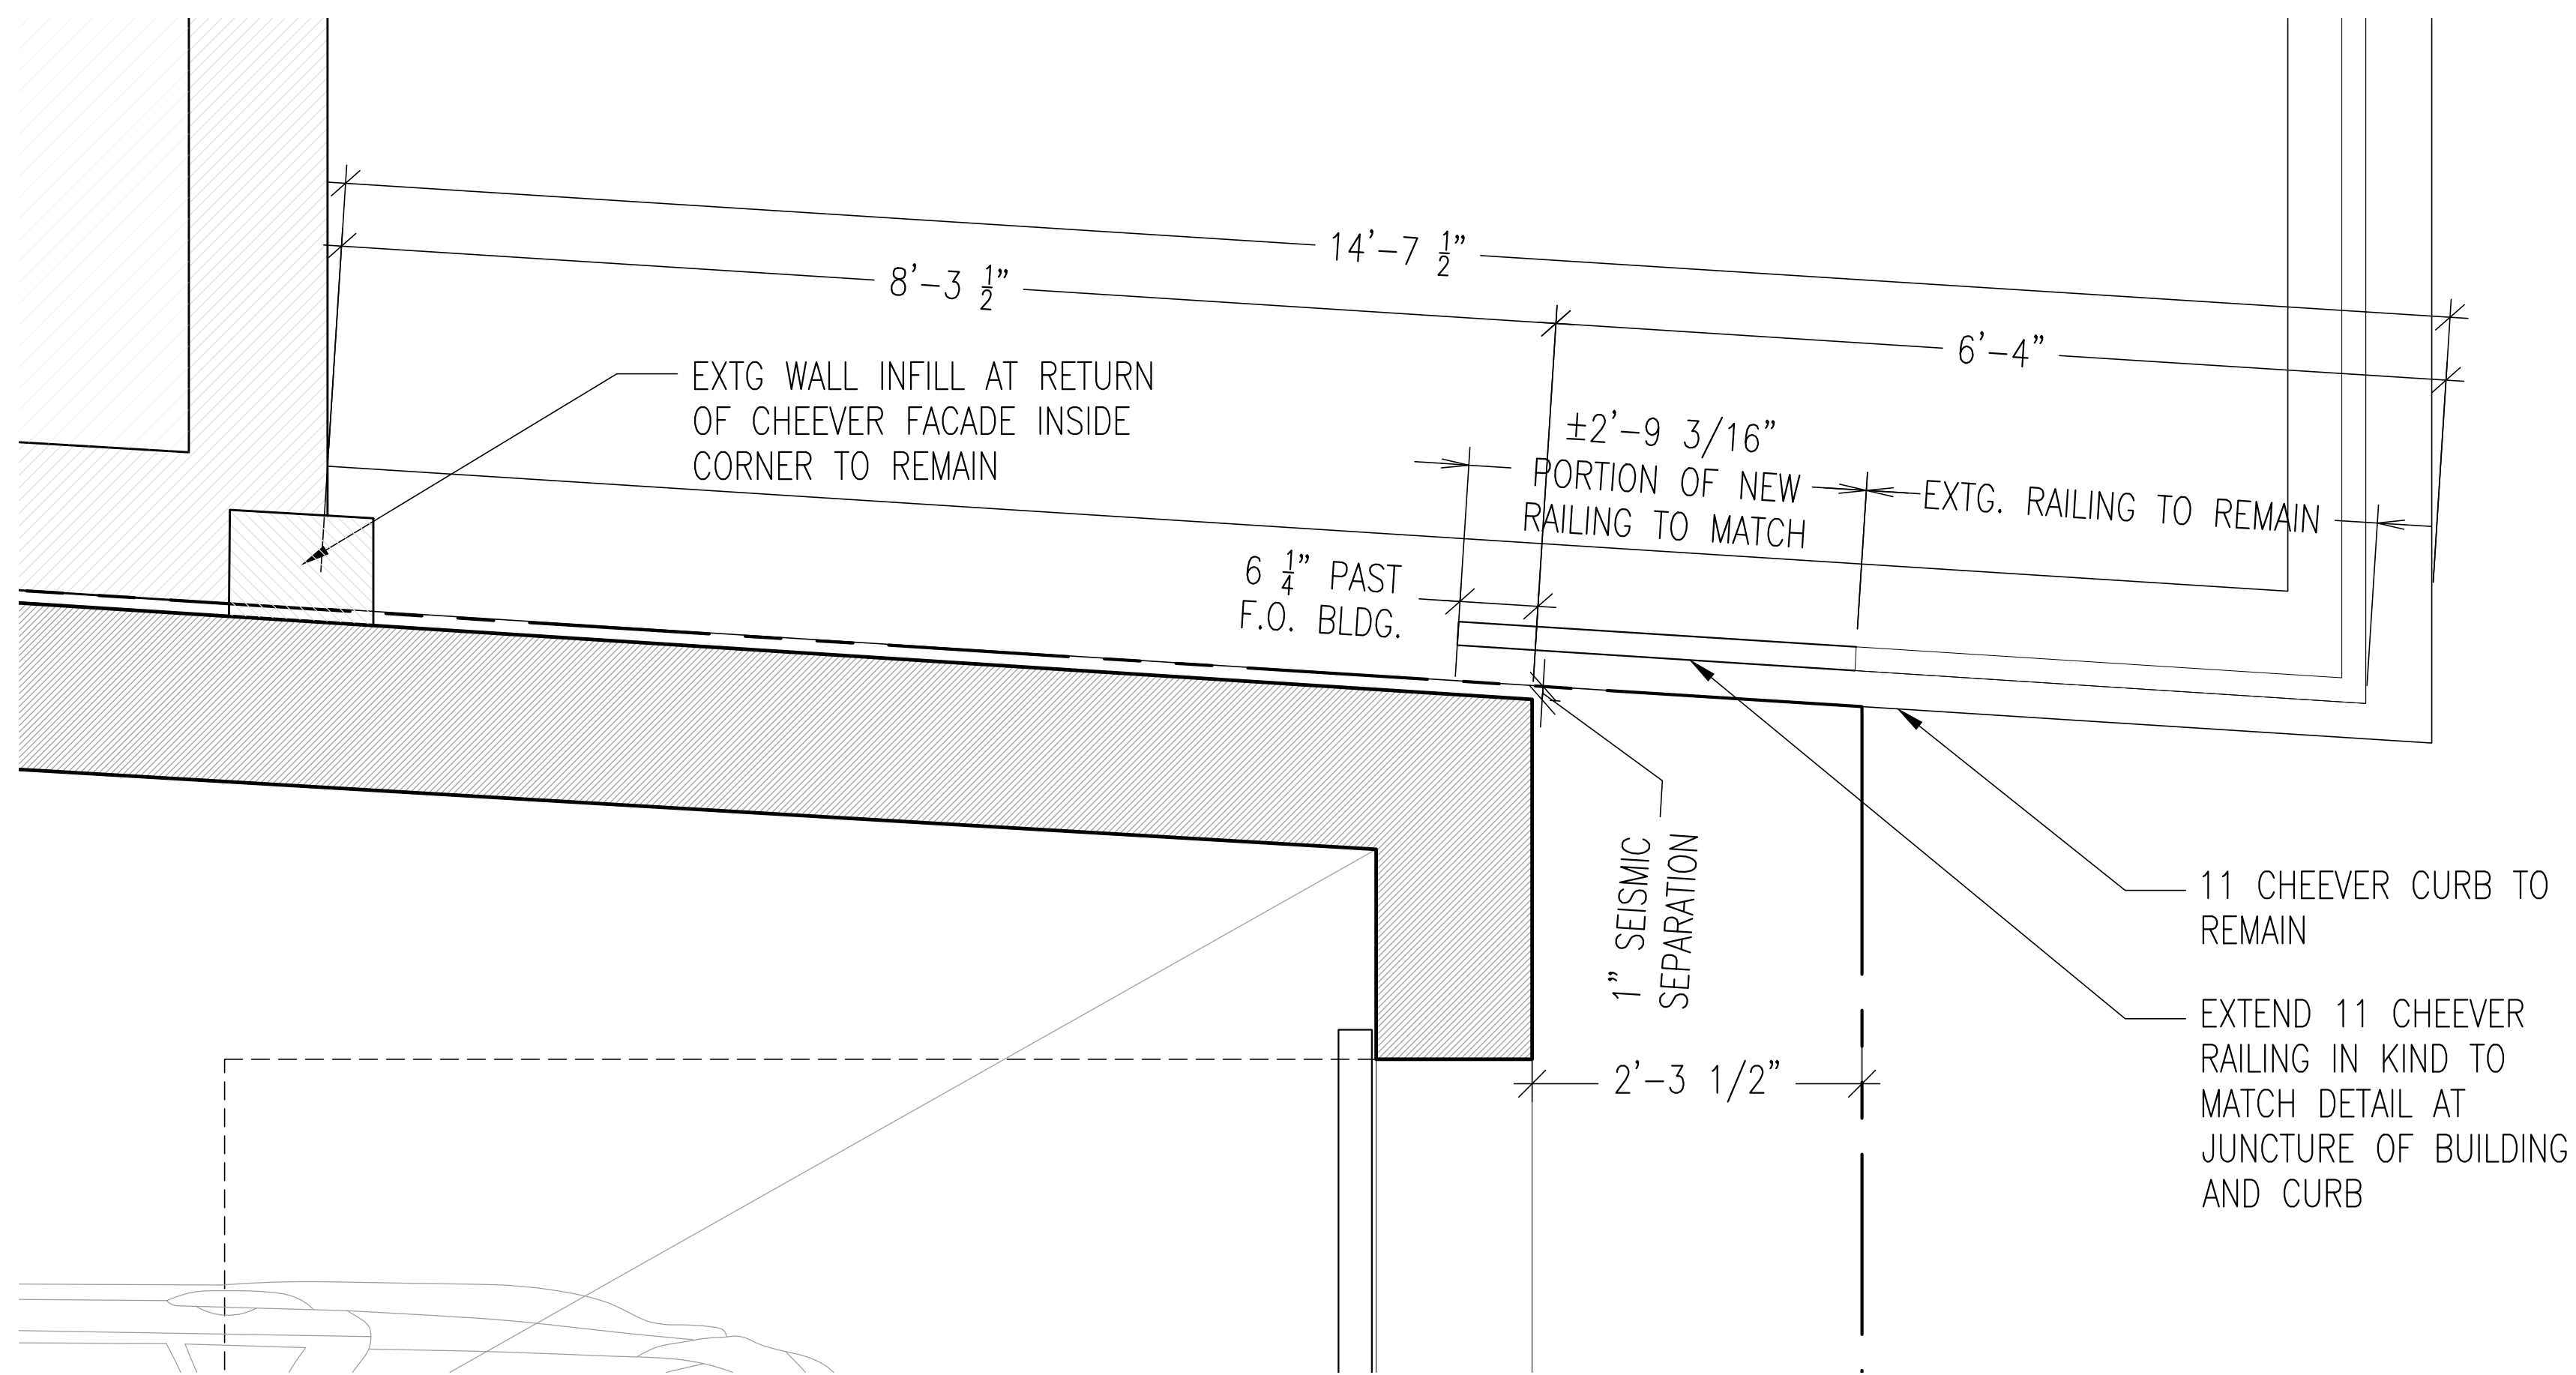 14'-7 1/2"
8'-3 1/2"
6'-4"
EXTG WALL INFILL AT RETURN
OF CHEEVER FACADE INSIDE
CORNER TO REMAIN
±2'-9 3/16"
PORTION OF NEW
RAILING TO MATCH
EXTG. RAILING TO REMAIN
6 1/4" PAST
F.O. BLDG.
1" SEISMIC
SEPARATION
11 CHEEVER CURB TO
REMAIN
EXTEND 11 CHEEVER
RAILING IN KIND TO
MATCH DETAIL AT
JUNCTURE OF BUILDING
AND CURB
2'-3 1/2"